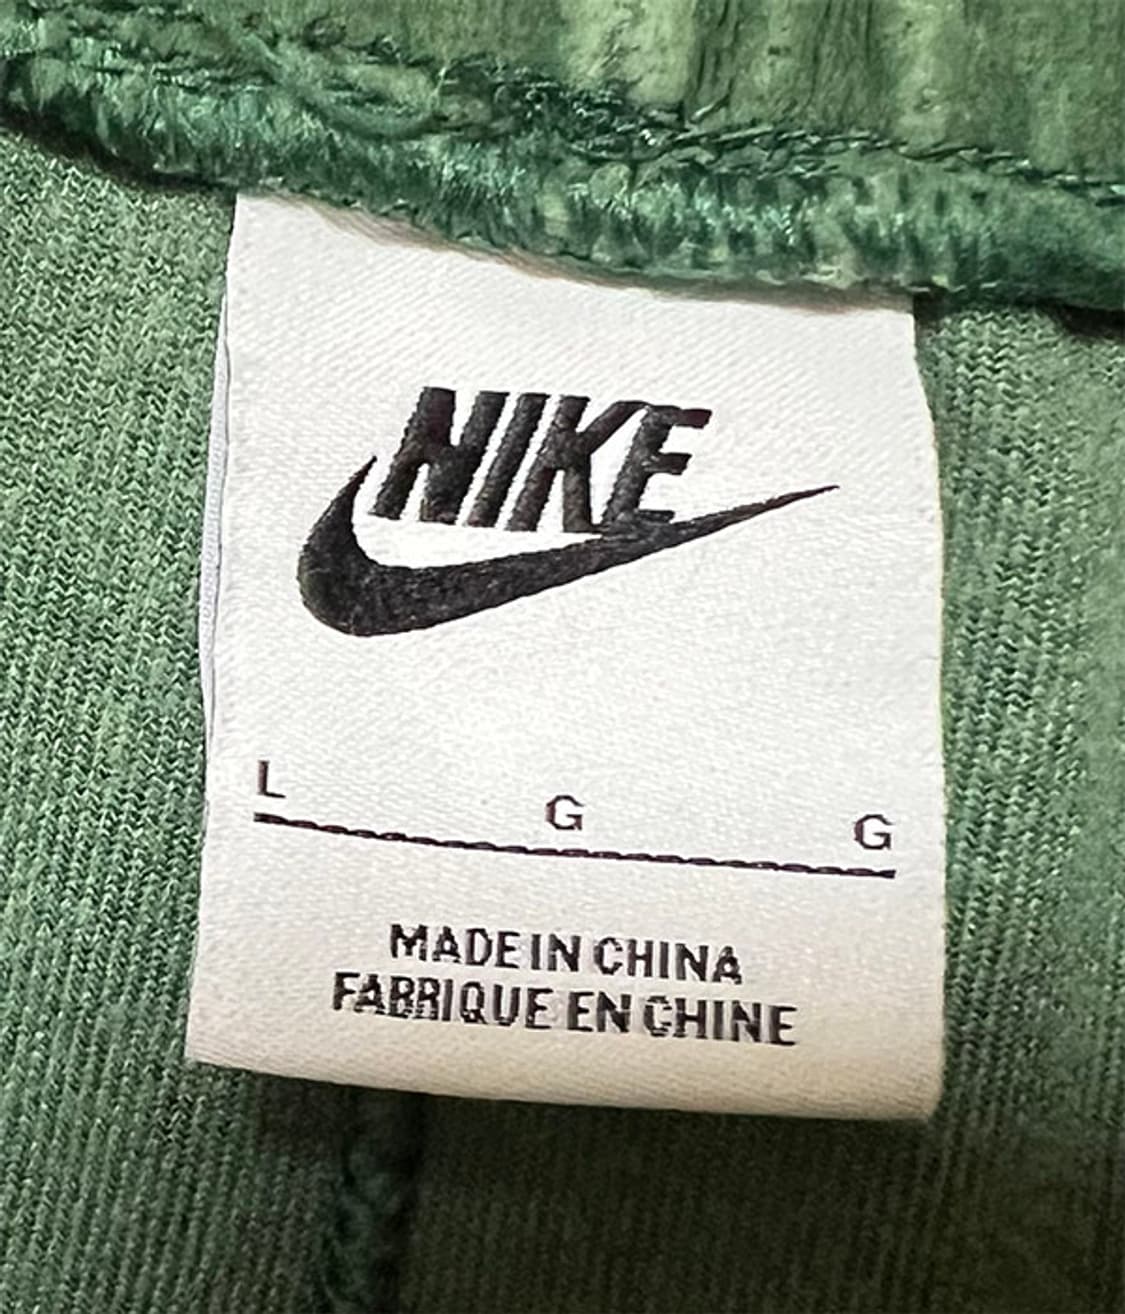 NIKE
L G G
MADE IN CHINA
FABRIQUE EN CHINE